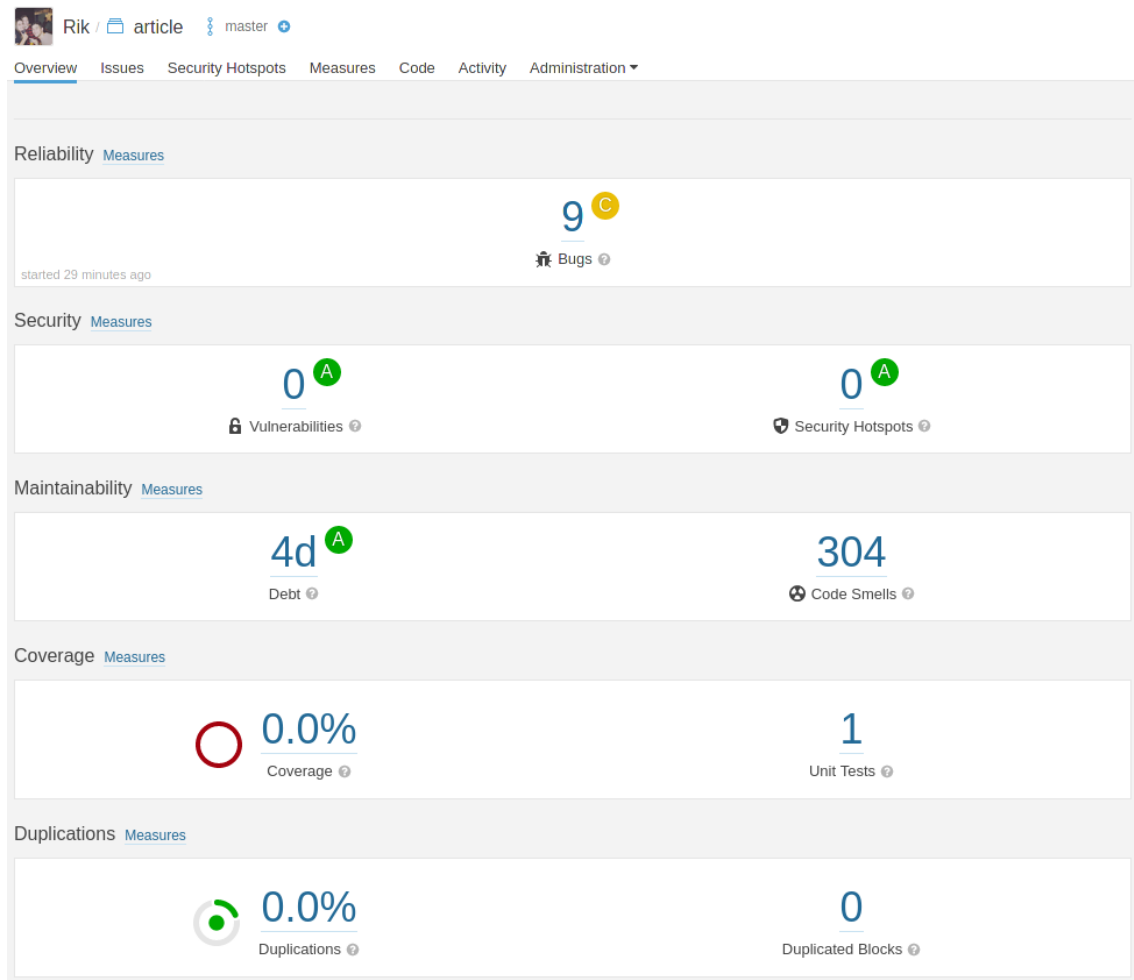 Rik / article master
Overview Issues Security Hotspots Measures Code Activity Administration
Reliability Measures
9 C
Bugs ?
started 29 minutes ago
Security Measures
0 A 0 A
Vulnerabilities ? Security Hotspots ?
Maintainability Measures
4d A 304
Debt ? Code Smells ?
Coverage Measures
0.0% 1
Coverage ? Unit Tests ?
Duplications Measures
0.0% 0
Duplications ? Duplicated Blocks ?